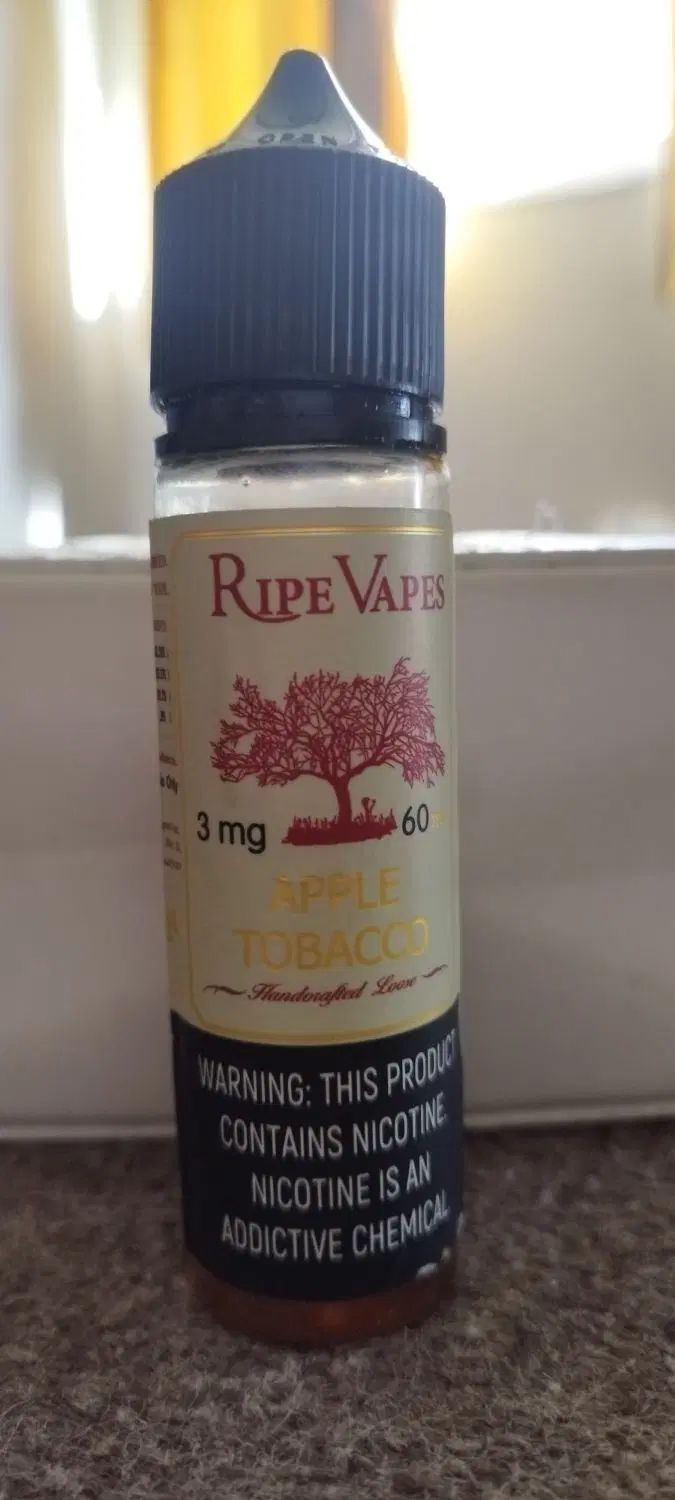 OPEN
RIPE VAPES
3 mg
60
APPLE
TOBACCO
Handcrafted Loose
WARNING: THIS PRODUCT
CONTAINS NICOTINE.
NICOTINE IS AN
ADDICTIVE CHEMICAL.